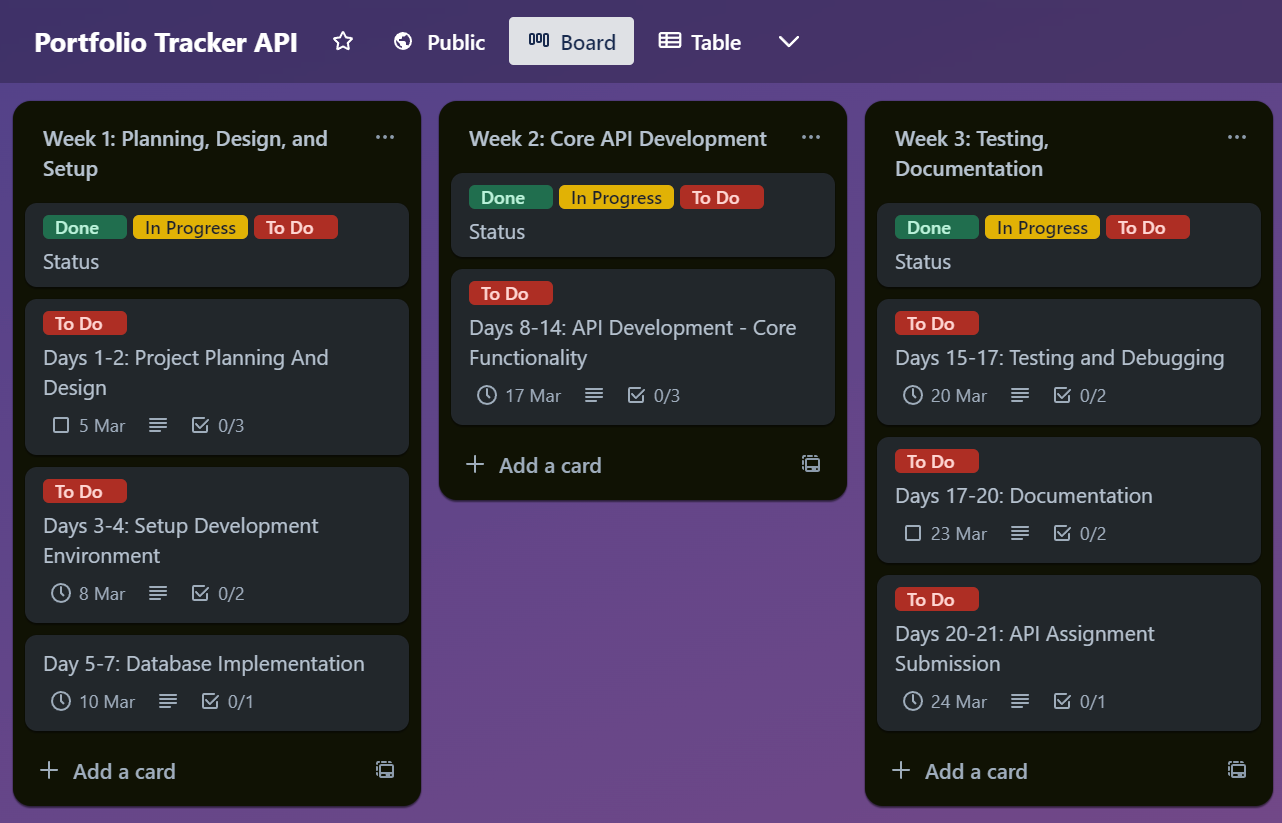 Portfolio Tracker API Public Board Table
Week 1: Planning, Design, and
Setup
Done In Progress To Do
Status
To Do
Days 1-2: Project Planning And
Design
5 Mar 0/3
To Do
Days 3-4: Setup Development
Environment
8 Mar 0/2
Day 5-7: Database Implementation
10 Mar 0/1
Add a card
Week 2: Core API Development
Done In Progress To Do
Status
To Do
Days 8-14: API Development - Core
Functionality
17 Mar 0/3
Add a card
Week 3: Testing,
Documentation
Done In Progress To Do
Status
To Do
Days 15-17: Testing and Debugging
20 Mar 0/2
To Do
Days 17-20: Documentation
23 Mar 0/2
To Do
Days 20-21: API Assignment
Submission
24 Mar 0/1
Add a card